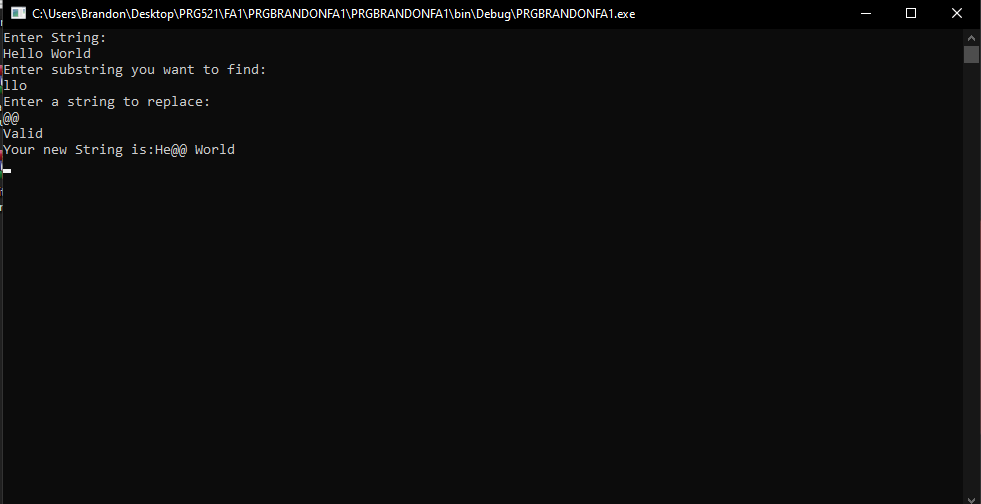 C:\Users\Brandon\Desktop\PRG521\FA1\PRGBRANDONFA1\PRGBRANDONFA1\bin\Debug\PRGBRANDONFA1.exe
Enter String:
Hello World
Enter substring you want to find:
llo
Enter a string to replace:
@@
Valid
Your new String is:He@@ World